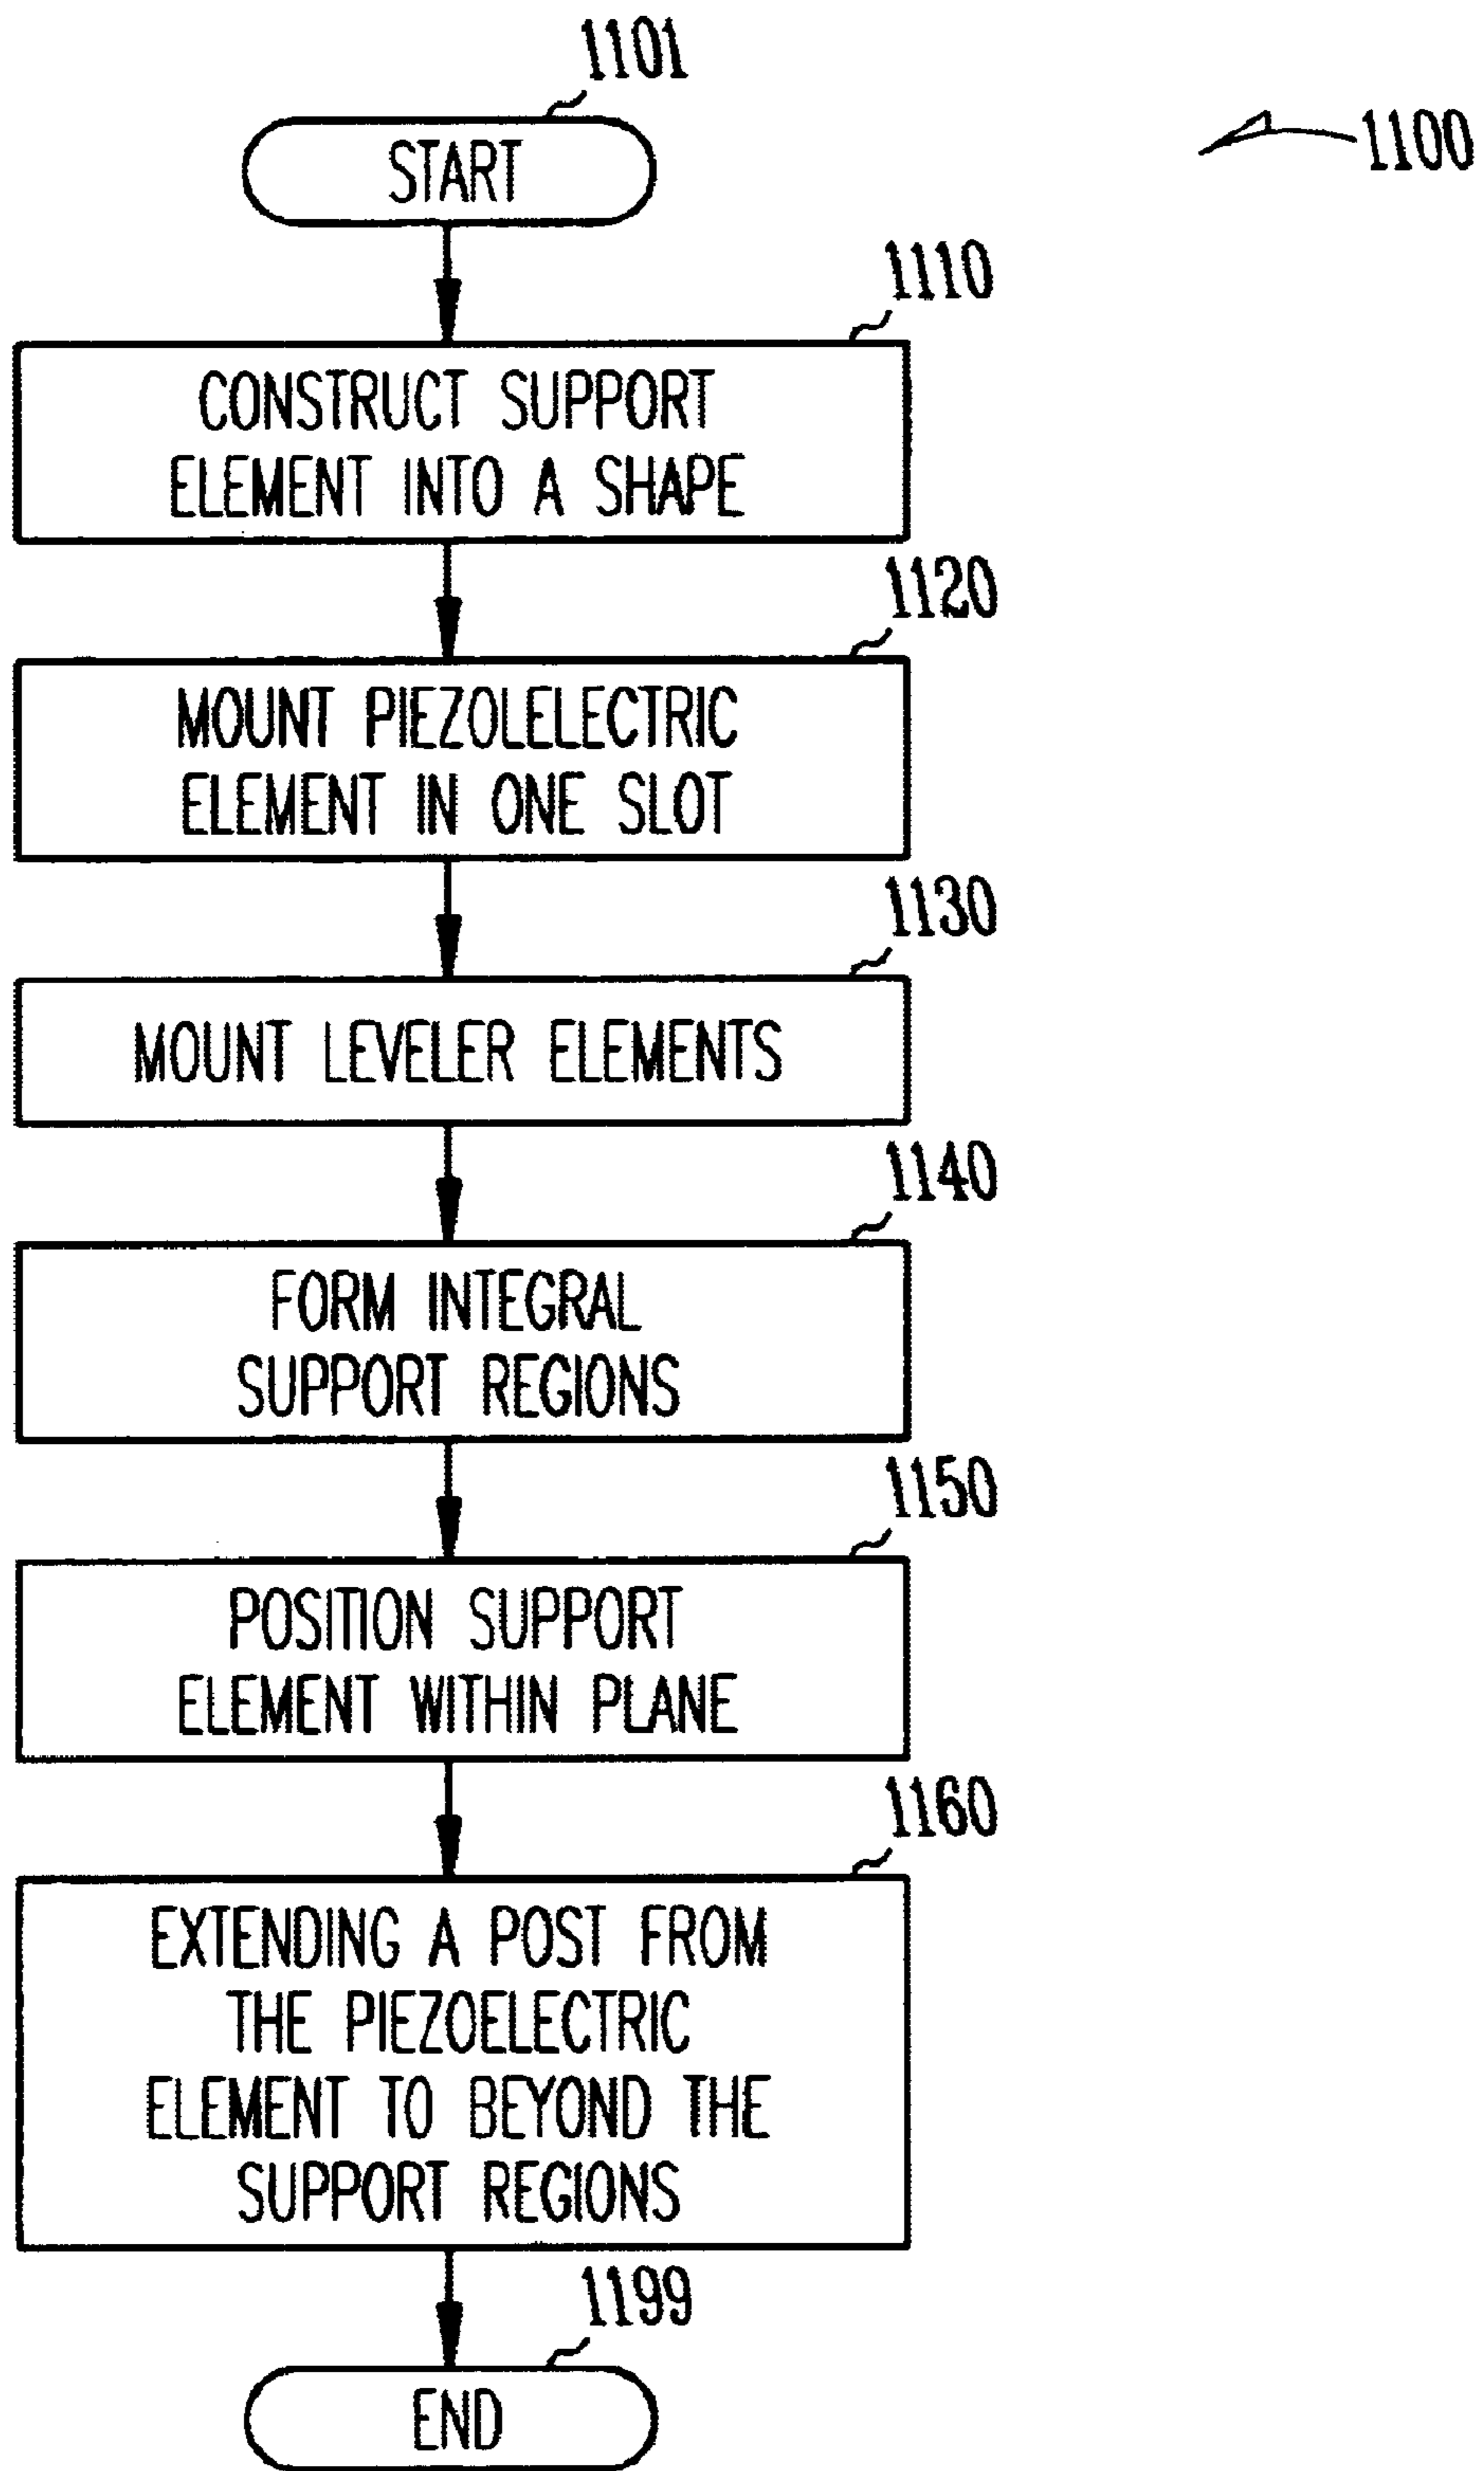 1101
START
1100
1110
CONSTRUCT SUPPORT
ELEMENT INTO A SHAPE
1120
MOUNT PIEZOLELECTRIC
ELEMENT IN ONE SLOT
1130
MOUNT LEVELER ELEMENTS
1140
FORM INTEGRAL
SUPPORT REGIONS
1150
POSITION SUPPORT
ELEMENT WITHIN PLANE
1160
EXTENDING A POST FROM
THE PIEZOELECTRIC
ELEMENT TO BEYOND THE
SUPPORT REGIONS
1199
END